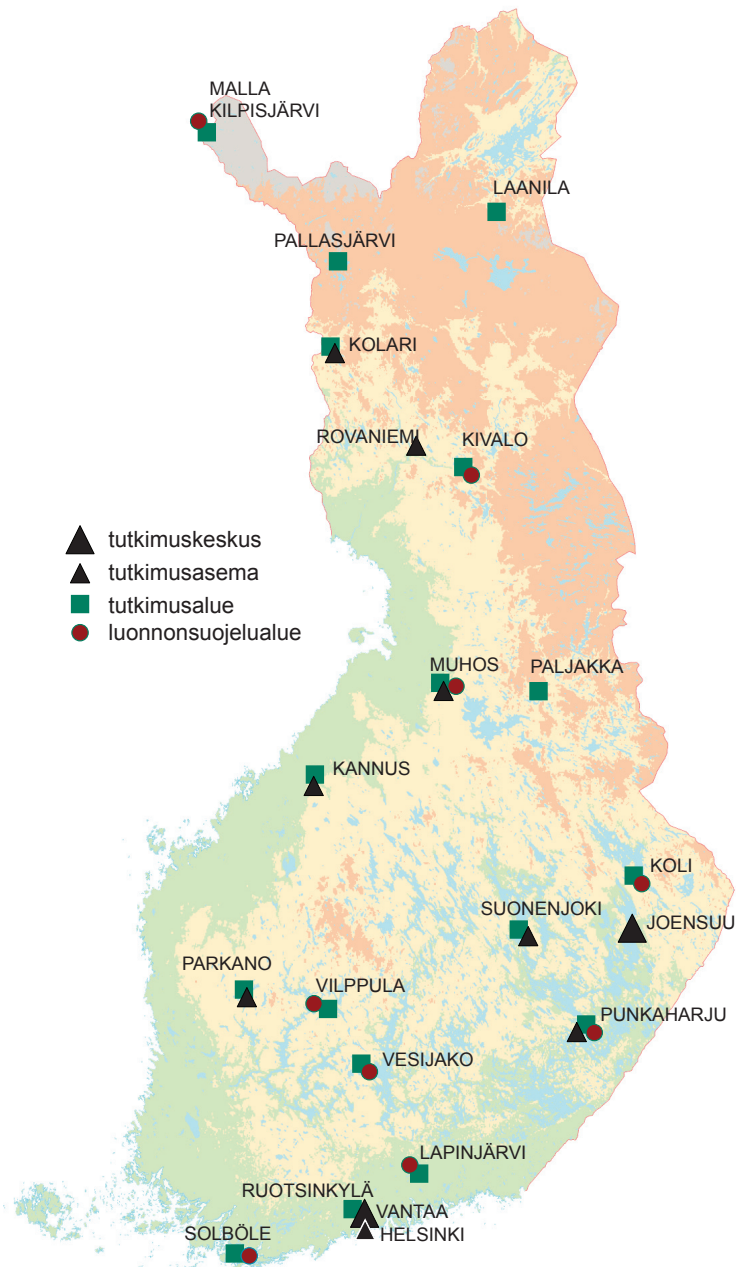 MALLA
KILPISJÄRVI
LAANILA
PALLASJÄRVI
KOLARI
ROVANIEMI
KIVALO
tutkimuskeskus
tutkimusasema
tutkimusalue
luonnonsuojelualue
MUHOS
PALJAKKA
KANNUS
KOLI
SUONENJOKI
JOENSUU
PARKANO
VILPPULA
PUNKAHARJU
VESIJAKO
LAPINJÄRVI
RUOTSINKYLÄ
VANTAA
HELSINKI
SOLBÖLE